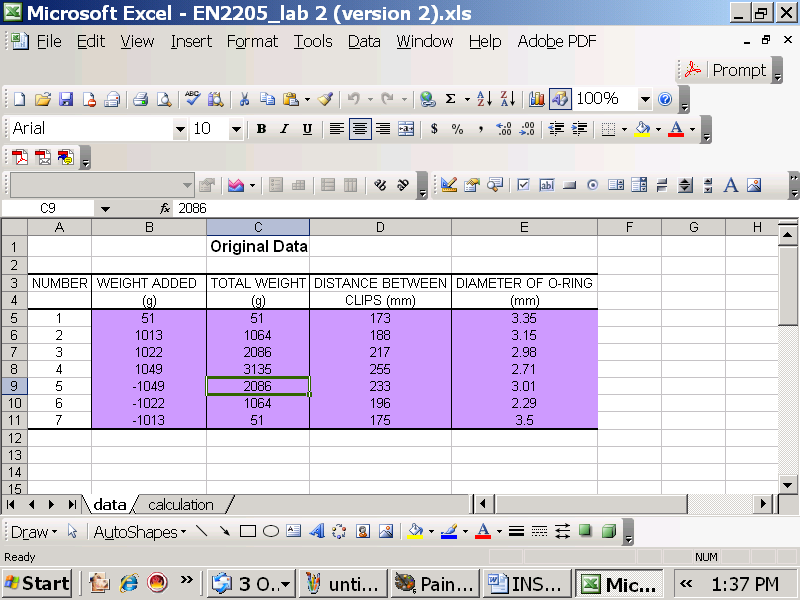 Microsoft Excel - EN2205_lab 2 (version 2).xls
File Edit View Insert Format Tools Data Window Help Adobe PDF
Prompt
100%
Arial 10 B I U $ % ,
C9 fx 2086
A B C D E F G H
1 Original Data
2
3 NUMBER WEIGHT ADDED TOTAL WEIGHT DISTANCE BETWEEN DIAMETER OF O-RING
4 (g) (g) CLIPS (mm) (mm)
5 1 51 51 173 3.35
6 2 1013 1064 188 3.15
7 3 1022 2086 217 2.98
8 4 1049 3135 255 2.71
9 5 -1049 2086 233 3.01
10 6 -1022 1064 196 2.29
11 7 -1013 51 175 3.5
12
13
14
15
data calculation
Draw AutoShapes
Ready NUM
Start » 3 O... unti... Pain... INS... Mic... « 1:37 PM